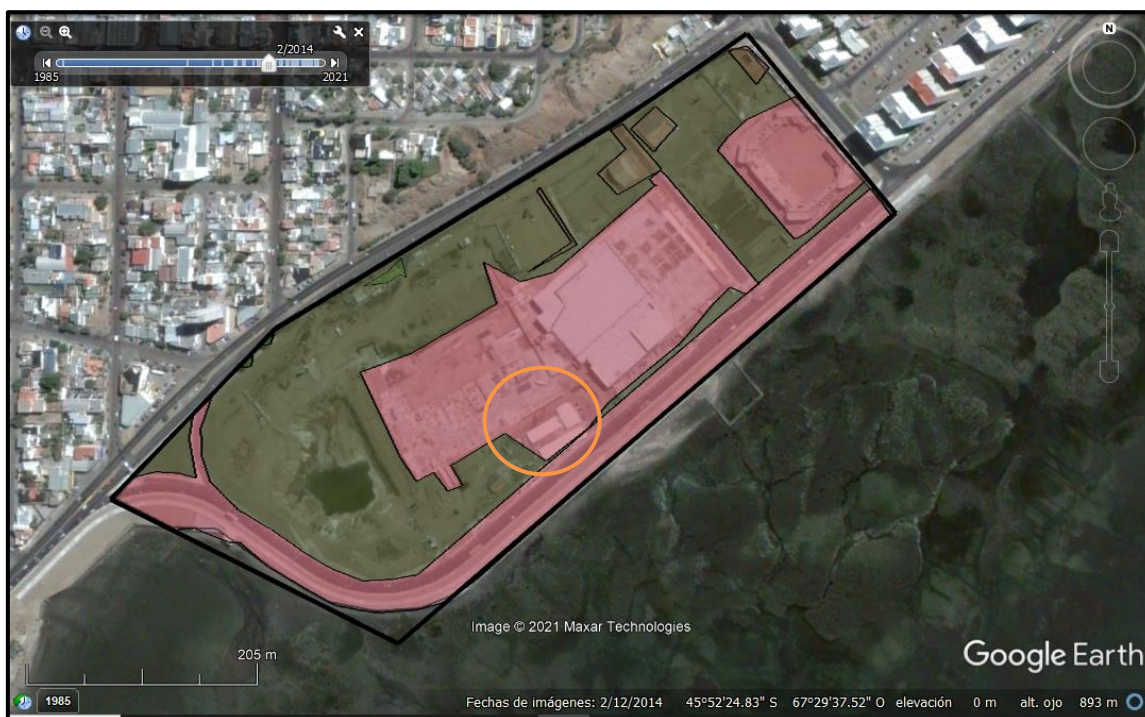 2/2014
1985
2021
N
Image © 2021 Maxar Technologies
205 m
Google Earth
1985
Fechas de imágenes: 2/12/2014 45°52'24.83" S 67°29'37.52" O elevación 0 m alt. ojo 893 m